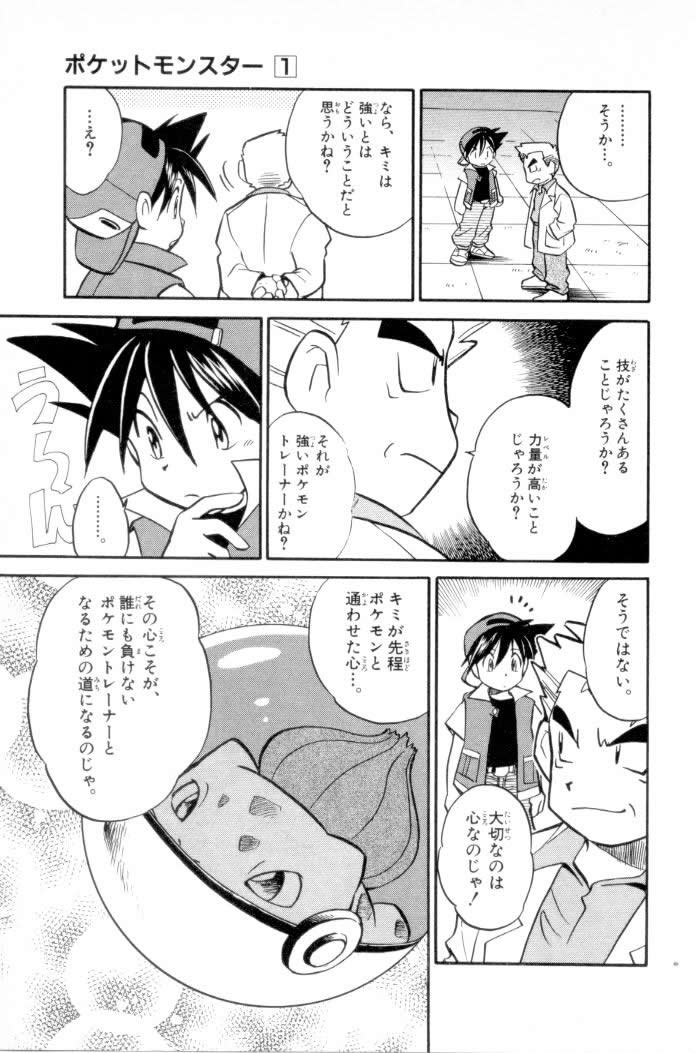 ポケットモンスター 1
………
そうか…。
なら、キミは
強いとは
どういうことだと
思うかね？
……え？
技がたくさんある
ことじゃろうか？
力量が高いこと
じゃろうか？
それが
強いポケモン
トレーナーかね？
う〜ん
……。
そうではない。
大切なのは
心なのじゃ！
キミが先程
ポケモンと
通わせた心…。
その心こそが、
誰にも負けない
ポケモントレーナーと
なるための道になるのじゃ。